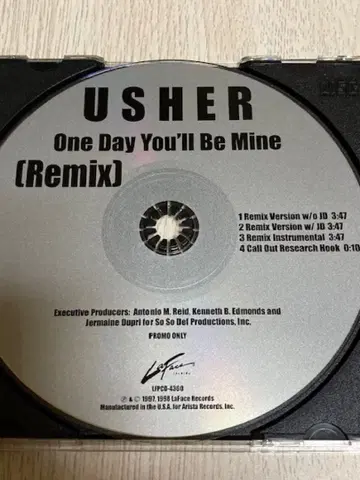 USHER
One Day You'll Be Mine
(Remix)
1 Remix Version w/o JD 3:47
2 Remix Version w/ JD 3:47
3 Remix Instrumental 3:47
4 Call Out Research Hook 0:10
Executive Producers: Antonio M. Reid, Kenneth B. Edmonds and
Jermaine Dupri for So So Def Productions, Inc.
PROMO ONLY
LaFace
RECORDS
LFPCD-4360
℗ & © 1997, 1998 LaFace Records
Manufactured in the U.S.A. for Arista Records, Inc.